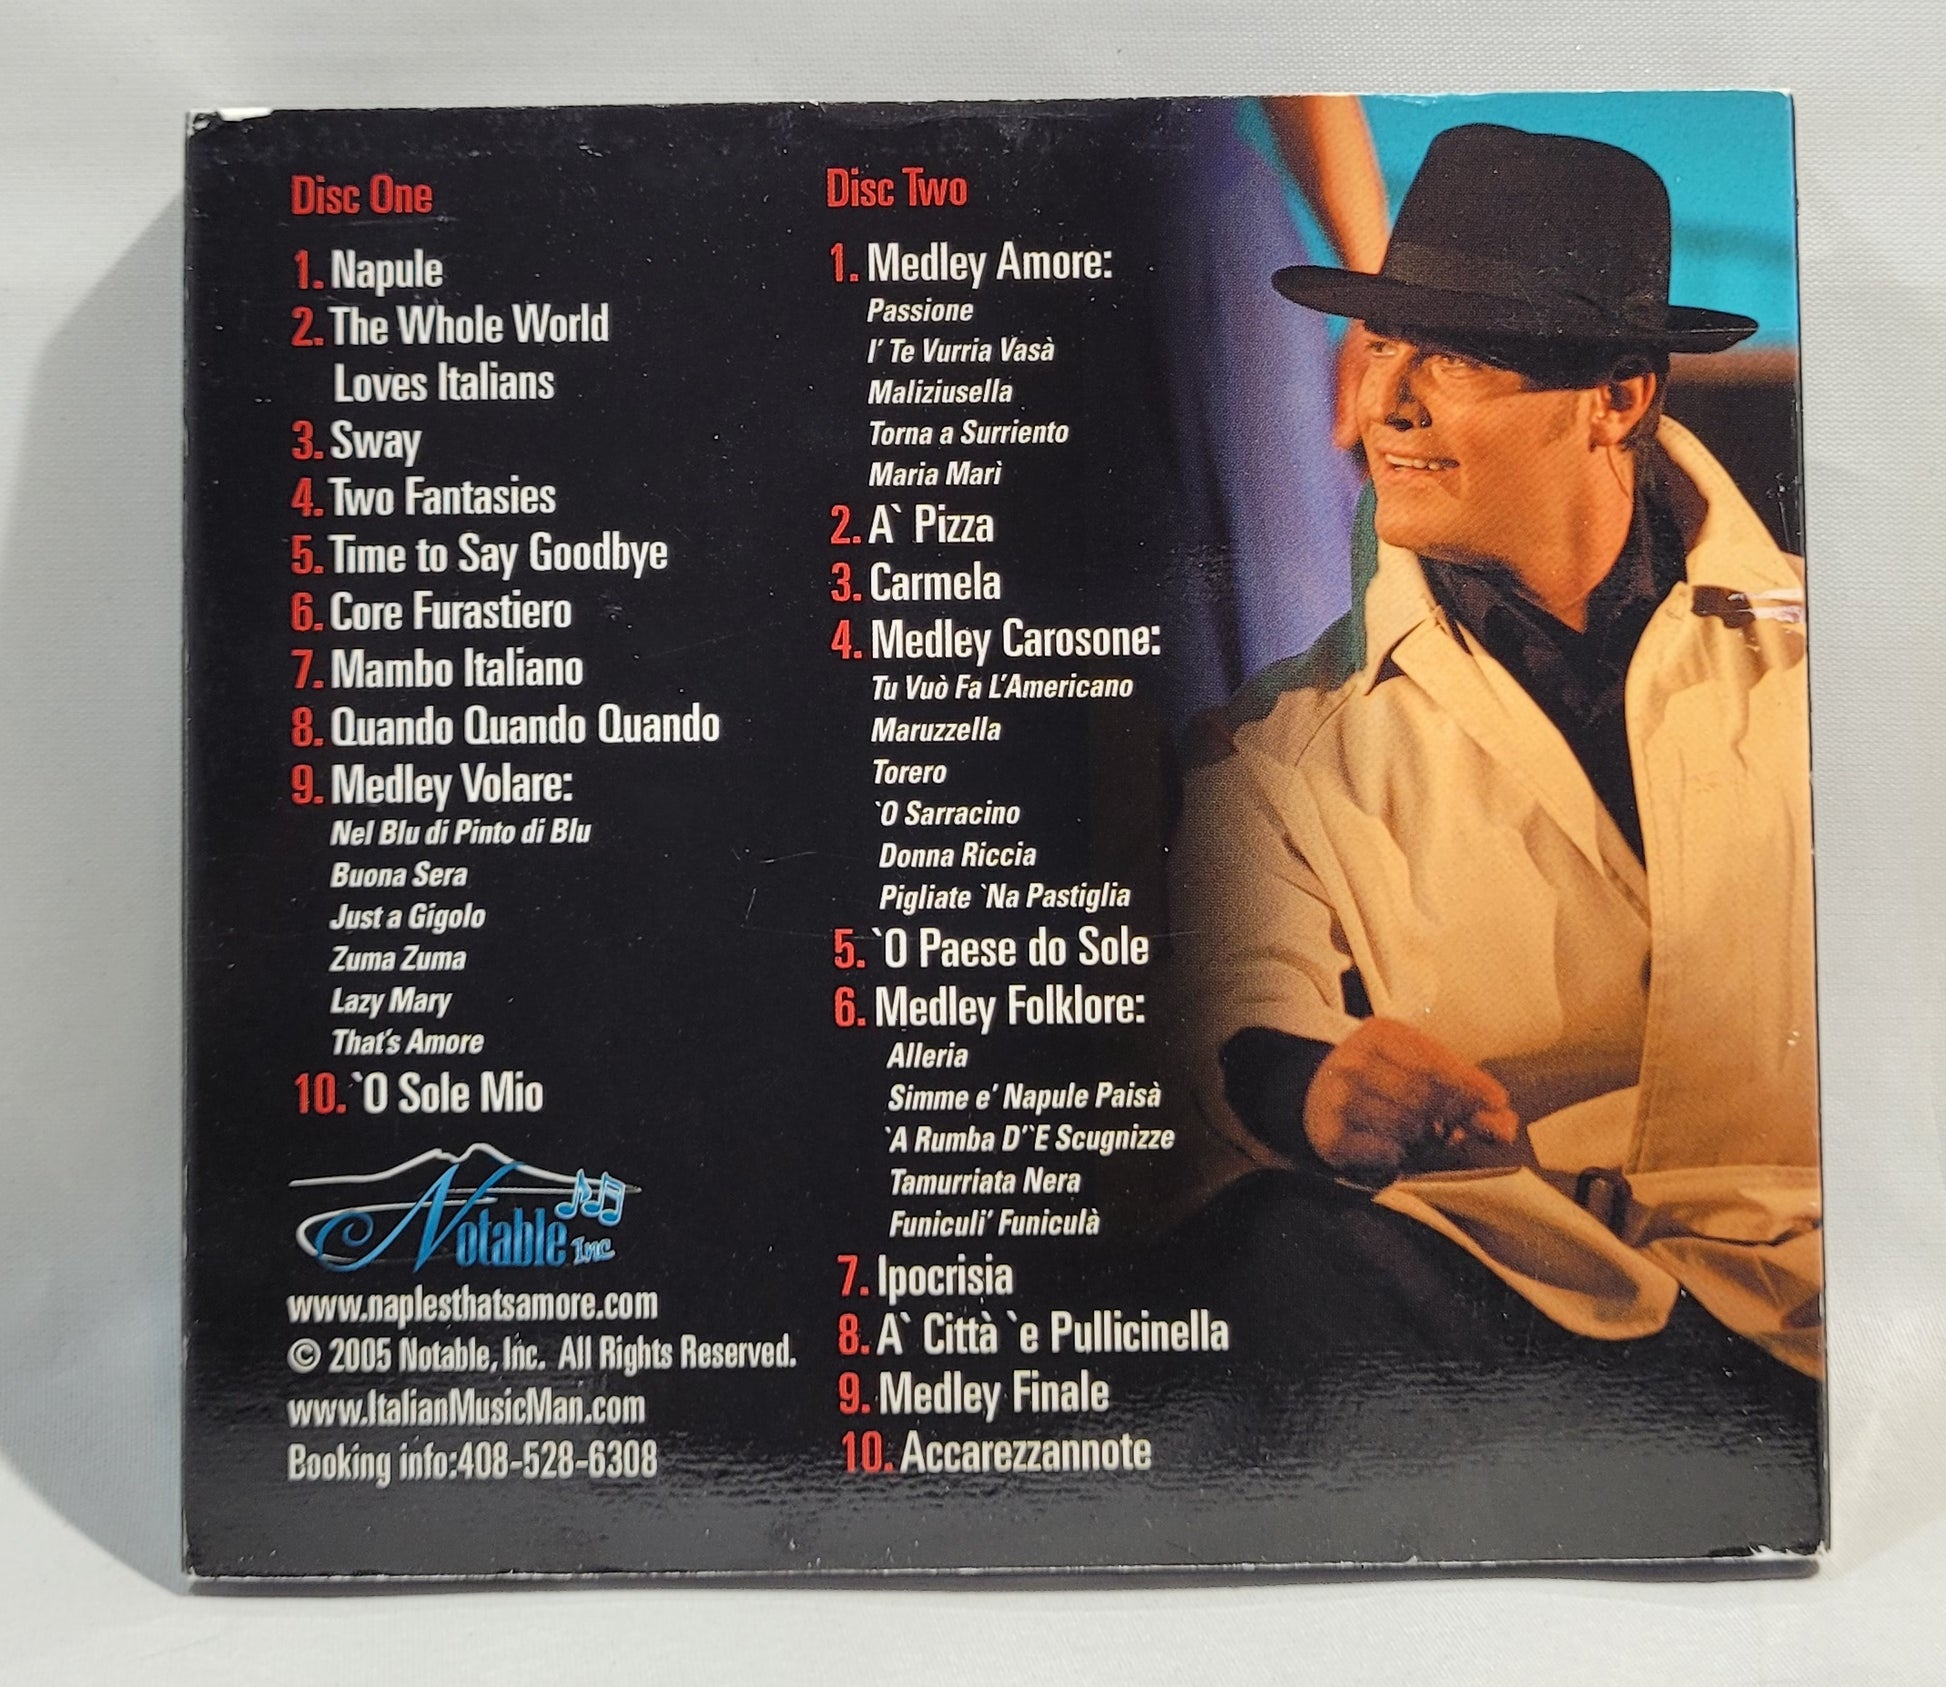 Disc One
1. Napule
2. The Whole World
Loves Italians
3. Sway
4. Two Fantasies
5. Time to Say Goodbye
6. Core Furastiero
7. Mambo Italiano
8. Quando Quando Quando
9. Medley Volare:
Nel Blu di Pinto di Blu
Buona Sera
Just a Gigolo
Zuma Zuma
Lazy Mary
That's Amore
10. `O Sole Mio
Notable Inc
www.naplesthatsamore.com
© 2005 Notable, Inc. All Rights Reserved.
www.ItalianMusicMan.com
Booking info:408-528-6308
Disc Two
1. Medley Amore:
Passione
I' Te Vurria Vasà
Maliziusella
Torna a Surriento
Maria Marì
2. A` Pizza
3. Carmela
4. Medley Carosone:
Tu Vuò Fa L'Americano
Maruzzella
Torero
`O Sarracino
Donna Riccia
Pigliate `Na Pastiglia
5. `O Paese do Sole
6. Medley Folklore:
Alleria
Simme e' Napule Paisà
`A Rumba D'`E Scugnizze
Tamurriata Nera
Funiculi' Funiculà
7. Ipocrisia
8. A` Città `e Pullicinella
9. Medley Finale
10. Accarezzannote